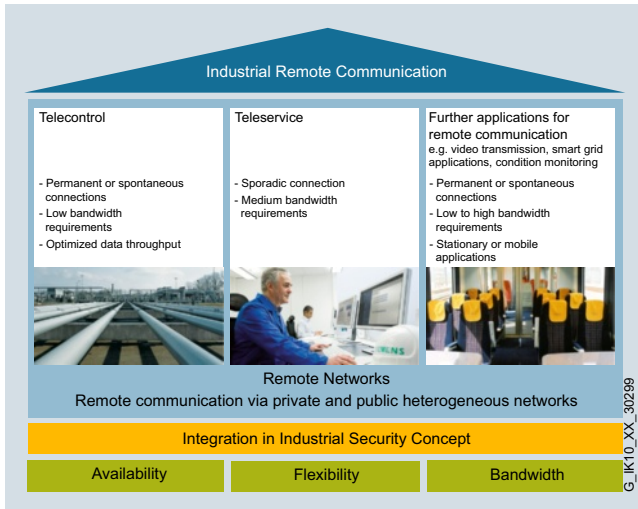 Industrial Remote Communication
Telecontrol
- Permanent or spontaneous
connections
- Low bandwidth
requirements
- Optimized data throughput
Teleservice
- Sporadic connection
- Medium bandwidth
requirements
Further applications for
remote communication
e.g. video transmission, smart grid
applications, condition monitoring
- Permanent or spontaneous
connections
- Low to high bandwidth
requirements
- Stationary or mobile
applications
Remote Networks
Remote communication via private and public heterogeneous networks
Integration in Industrial Security Concept
Availability
Flexibility
Bandwidth
G_IK10_XX_30299